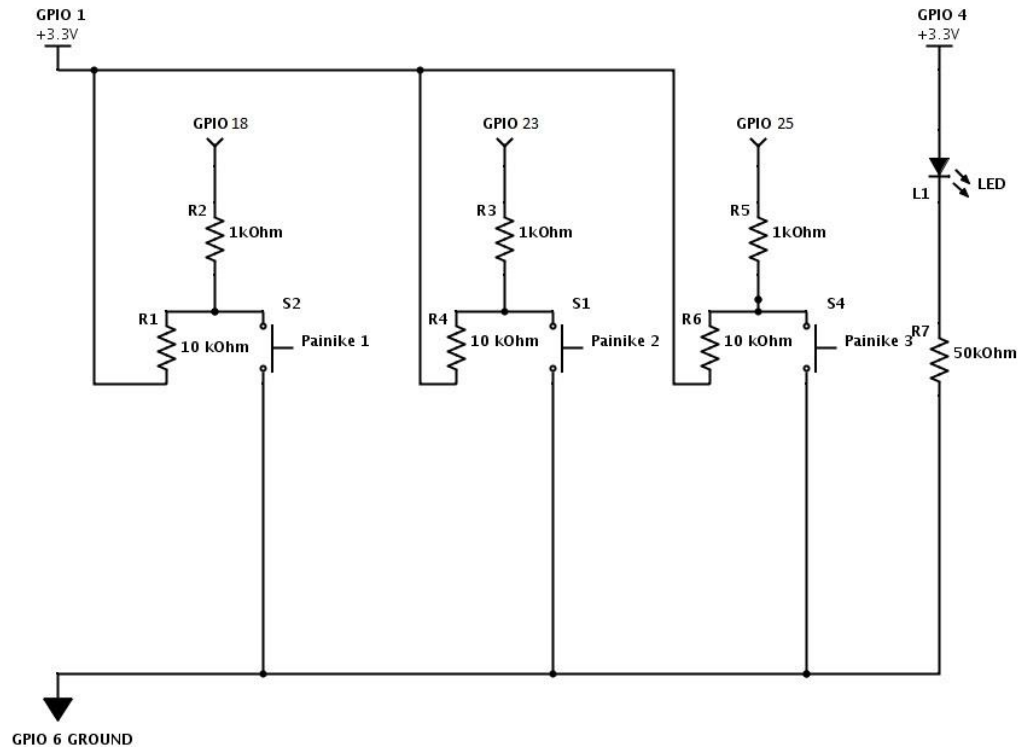 GPIO 1
+3.3V
GPIO 4
+3.3V
GPIO 18
GPIO 23
GPIO 25
L1
LED
R2
1kOhm
R3
1kOhm
R5
1kOhm
S2
S1
S4
R1
10 kOhm
Painike 1
R4
10 kOhm
Painike 2
R6
10 kOhm
Painike 3
R7
50kOhm
GPIO 6 GROUND